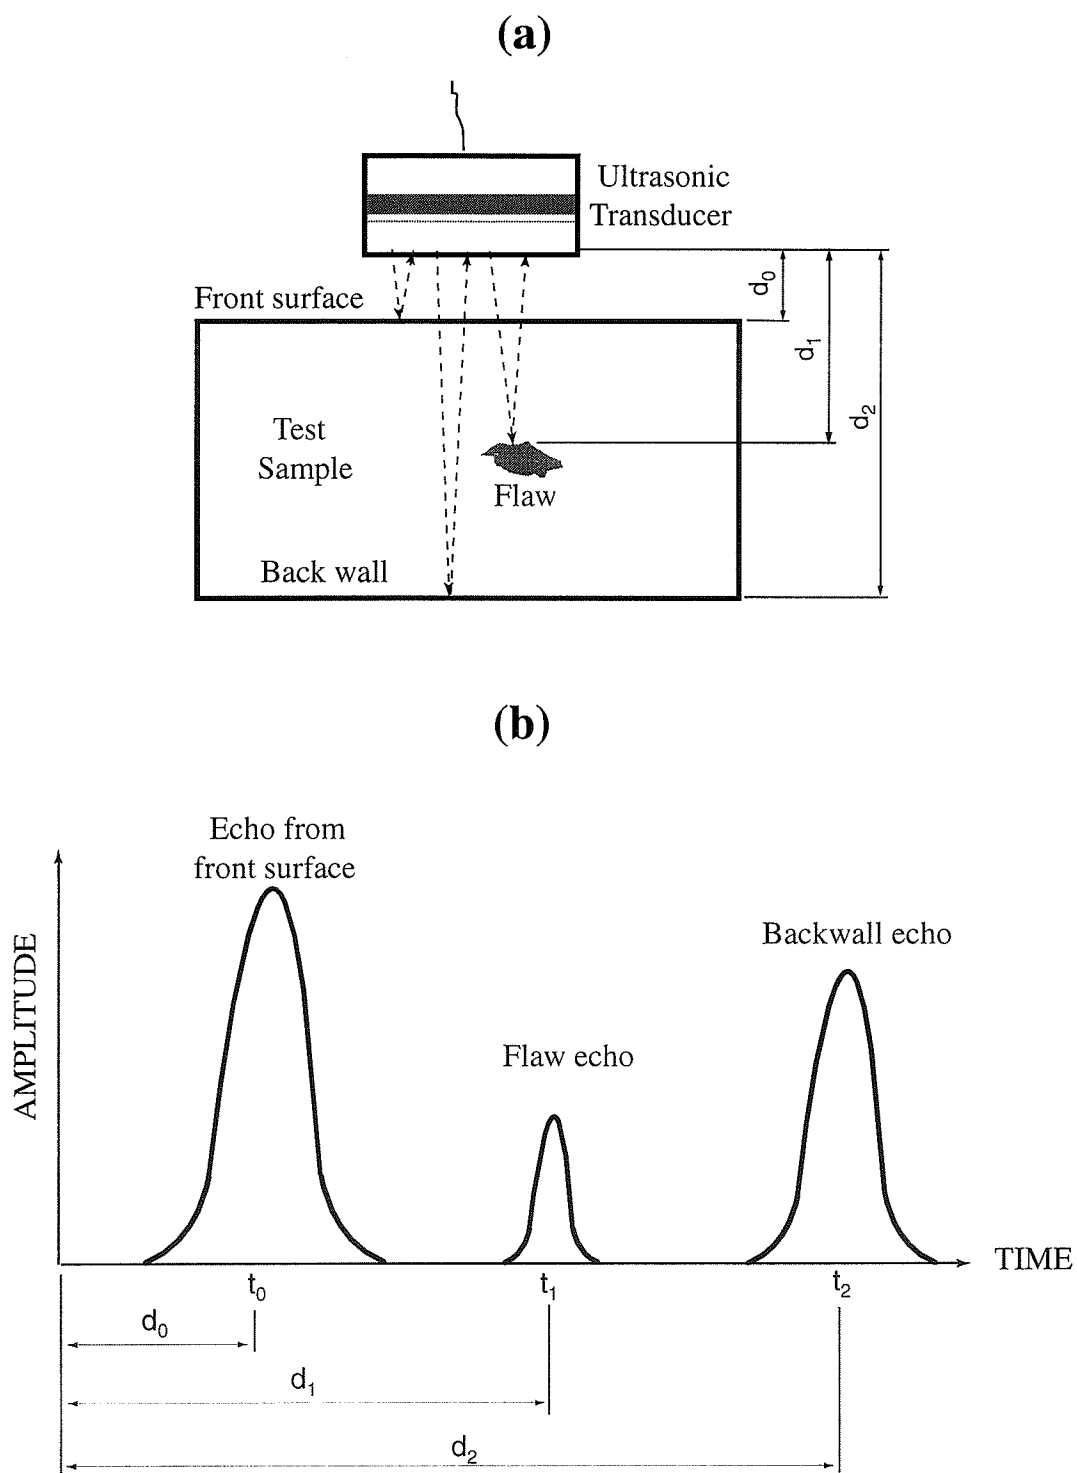 (a)
Ultrasonic
Transducer
Front surface
d0
d1
d2
Test
Sample
Flaw
Back wall
(b)
Echo from
front surface
Backwall echo
Flaw echo
AMPLITUDE
TIME
t0
t1
t2
d0
d1
d2